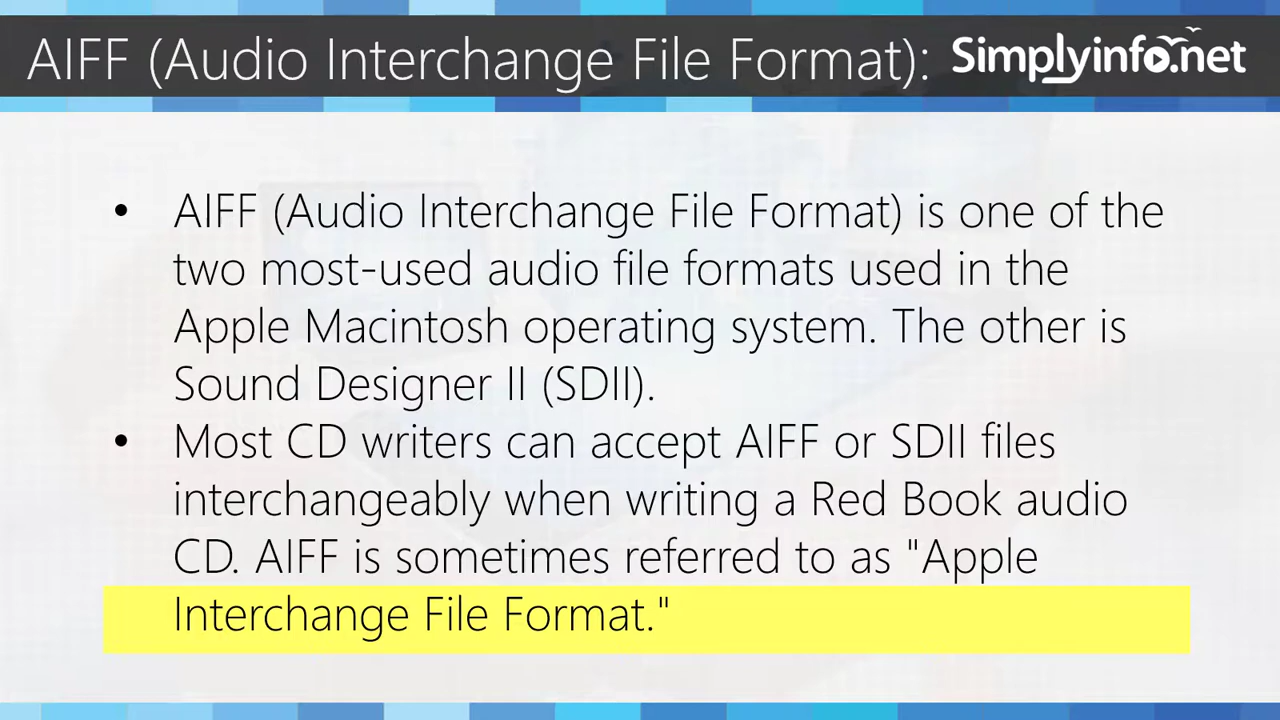 AIFF (Audio Interchange File Format):
Simplyinfo.net
• AIFF (Audio Interchange File Format) is one of the
two most-used audio file formats used in the
Apple Macintosh operating system. The other is
Sound Designer II (SDII).
• Most CD writers can accept AIFF or SDII files
interchangeably when writing a Red Book audio
CD. AIFF is sometimes referred to as "Apple
Interchange File Format."